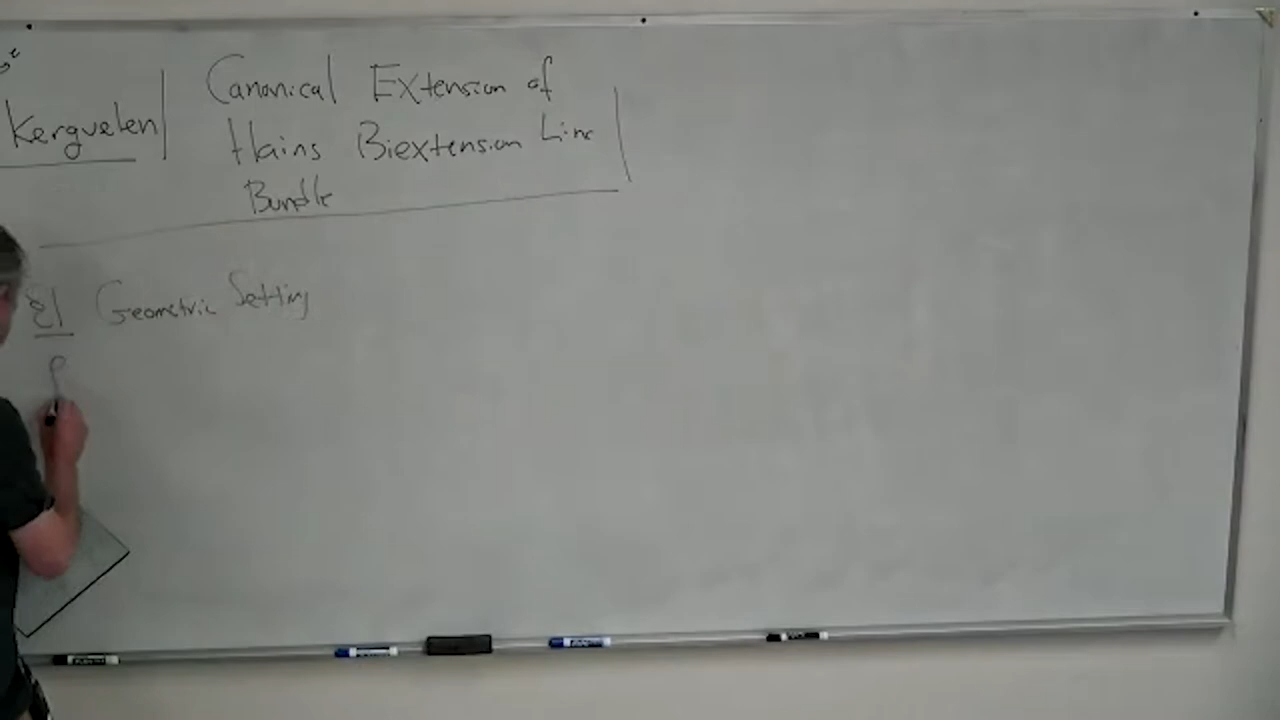 Kerguelen
Canonical Extension of
Hains Biextension Line
Bundle
§1 Geometric Setting
P